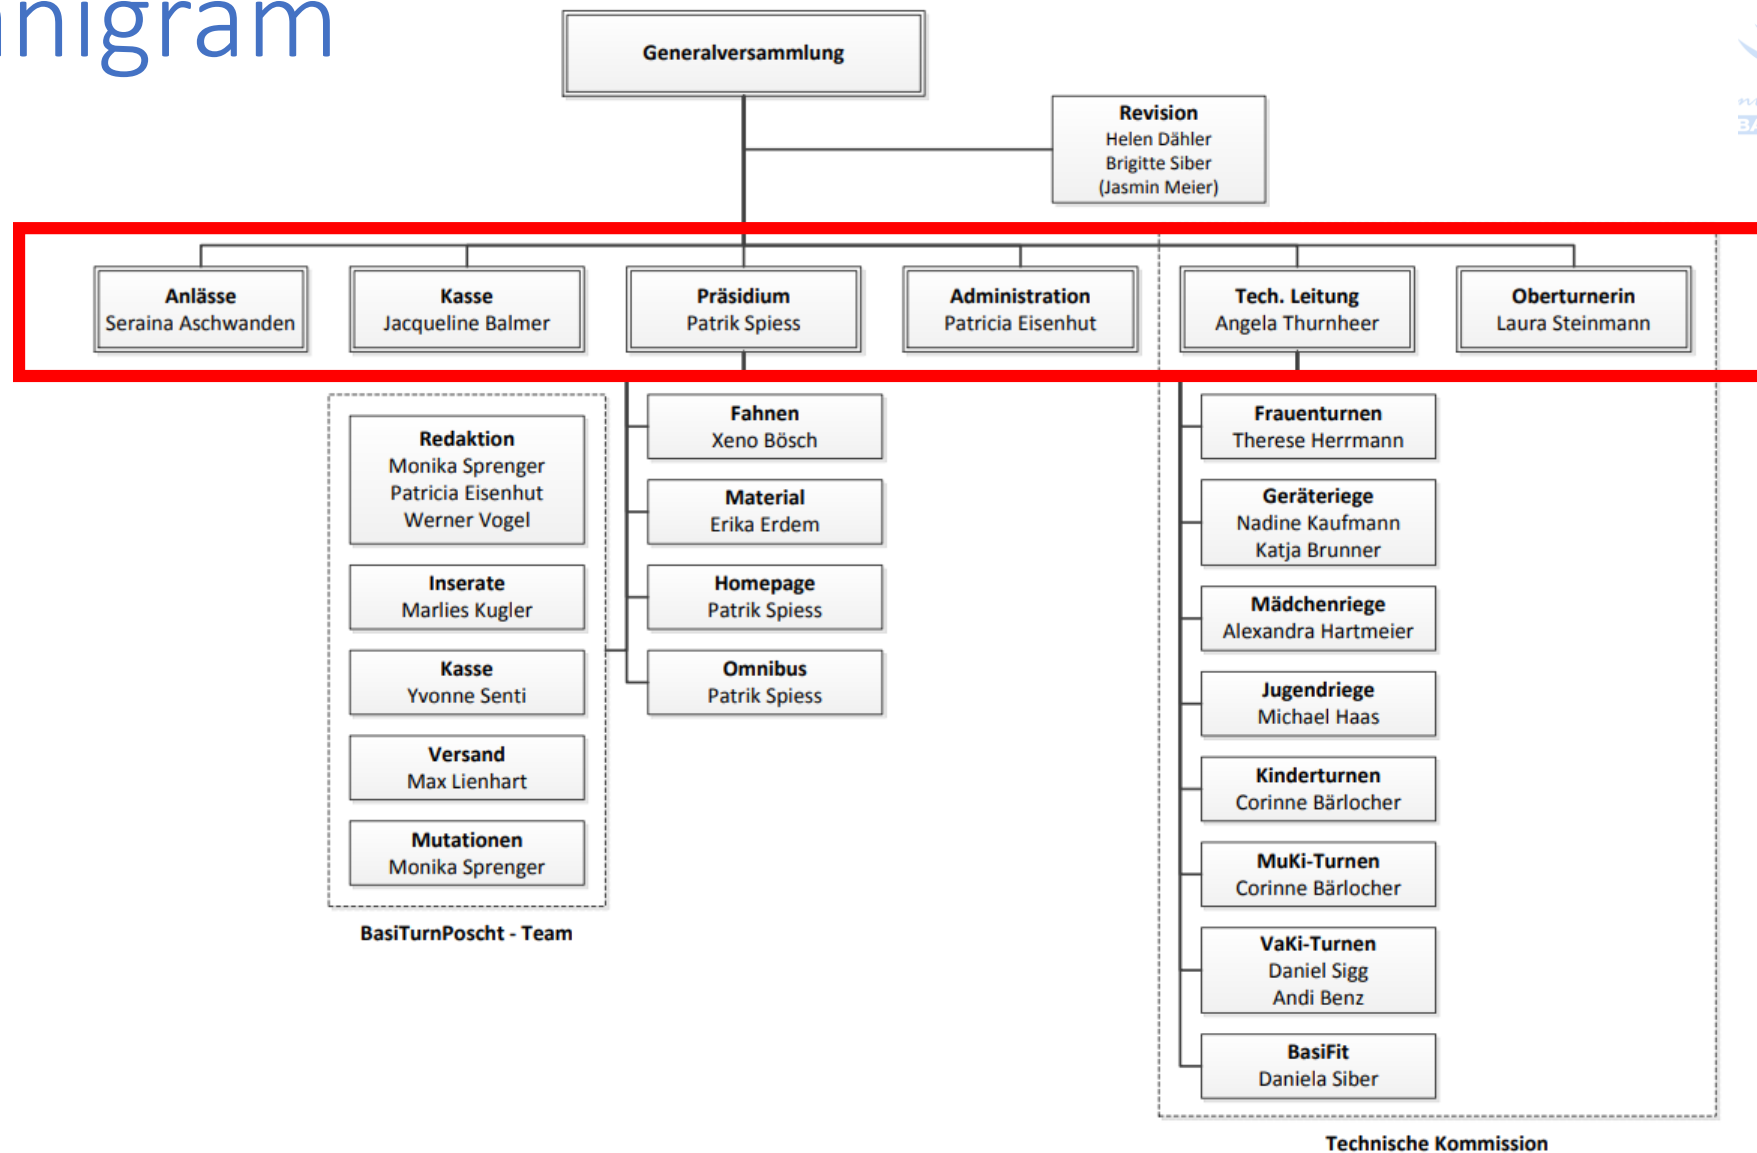 nigram
Generalversammlung
Revision
Helen Dähler
Brigitte Siber
(Jasmin Meier)
Anlässe
Seraina Aschwanden
Kasse
Jacqueline Balmer
Präsidium
Patrik Spiess
Administration
Patricia Eisenhut
Tech. Leitung
Angela Thurnheer
Oberturnerin
Laura Steinmann
Redaktion
Monika Sprenger
Patricia Eisenhut
Werner Vogel
Inserate
Marlies Kugler
Kasse
Yvonne Senti
Versand
Max Lienhart
Mutationen
Monika Sprenger
BasiTurnPoscht - Team
Fahnen
Xeno Bösch
Material
Erika Erdem
Homepage
Patrik Spiess
Omnibus
Patrik Spiess
Frauenturnen
Therese Herrmann
Geräteriege
Nadine Kaufmann
Katja Brunner
Mädchenriege
Alexandra Hartmeier
Jugendriege
Michael Haas
Kinderturnen
Corinne Bärlocher
MuKi-Turnen
Corinne Bärlocher
VaKi-Turnen
Daniel Sigg
Andi Benz
BasiFit
Daniela Siber
Technische Kommission